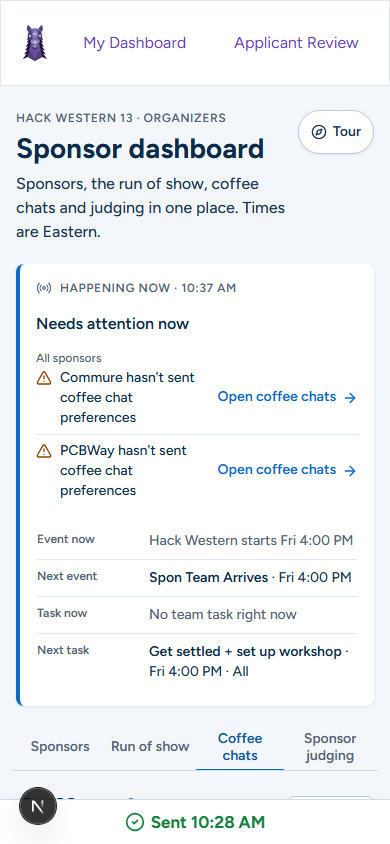 My Dashboard
Applicant Review
HACK WESTERN 13 · ORGANIZERS
Sponsor dashboard
Tour
Sponsors, the run of show, coffee
chats and judging in one place. Times
are Eastern.
HAPPENING NOW · 10:37 AM
Needs attention now
All sponsors
Commure hasn't sent
coffee chat
preferences
Open coffee chats
PCBWay hasn't sent
coffee chat
preferences
Open coffee chats
Event now
Hack Western starts Fri 4:00 PM
Next event
Spon Team Arrives · Fri 4:00 PM
Task now
No team task right now
Next task
Get settled + set up workshop ·
Fri 4:00 PM · All
Sponsors
Run of show
Coffee
chats
Sponsor
judging
N
Sent 10:28 AM